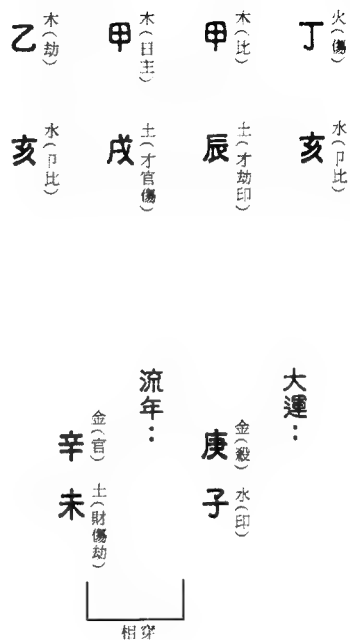 火(傷)
丁
水(卩比)
亥
木(比)
甲
土(才劫印)
辰
木(日主)
甲
土(才官傷)
戌
木(劫)
乙
水(卩比)
亥
大運：
金(殺)
庚
水(印)
子
流年：
金(官)
辛
土(財傷劫)
未
相穿